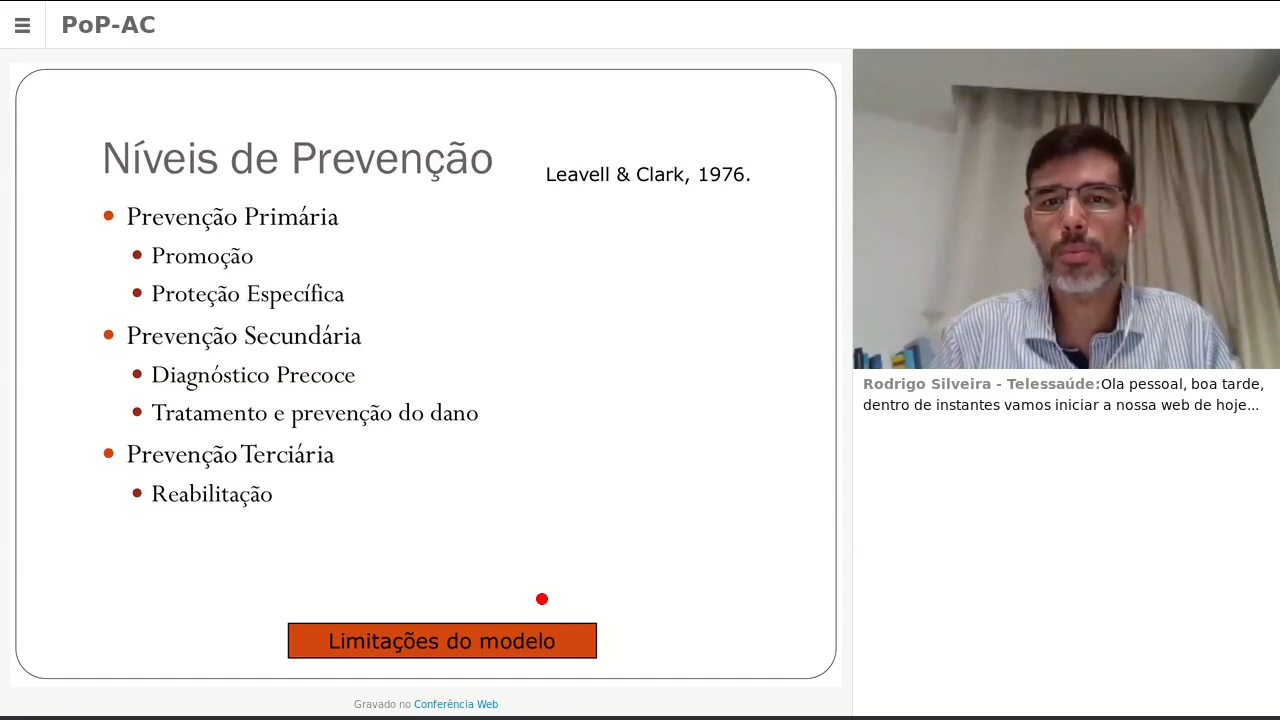 PoP-AC
Níveis de Prevenção
Leavell & Clark, 1976.
Prevenção Primária
Promoção
Proteção Específica
Prevenção Secundária
Diagnóstico Precoce
Tratamento e prevenção do dano
Prevenção Terciária
Reabilitação
Limitações do modelo
Gravado no Conferência Web
Rodrigo Silveira - Telessaúde:Ola pessoal, boa tarde,
dentro de instantes vamos iniciar a nossa web de hoje...